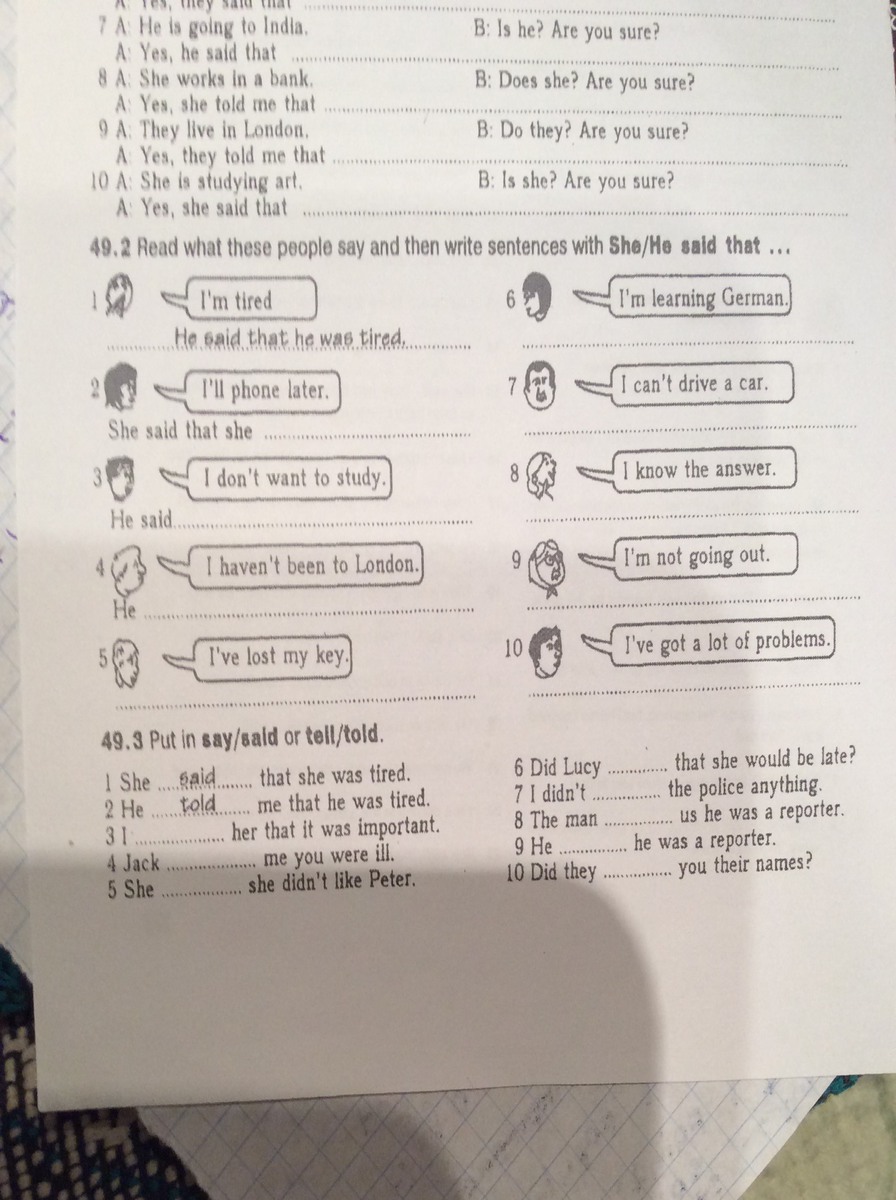 A: Yes, they said that ..........
7 A: He is going to India. B: Is he? Are you sure?
A: Yes, he said that ..........
8 A: She works in a bank. B: Does she? Are you sure?
A: Yes, she told me that ..........
9 A: They live in London. B: Do they? Are you sure?
A: Yes, they told me that ..........
10 A: She is studying art. B: Is she? Are you sure?
A: Yes, she said that ..........
49.2 Read what these people say and then write sentences with She/He said that ...
1 I'm tired
He said that he was tired.
2 I'll phone later.
She said that she ..........
3 I don't want to study.
He said..........
4 I haven't been to London.
He ..........
5 I've lost my key.
..........
6 I'm learning German.
..........
7 I can't drive a car.
..........
8 I know the answer.
..........
9 I'm not going out.
..........
10 I've got a lot of problems.
..........
49.3 Put in say/said or tell/told.
1 She ....said........ that she was tired.
2 He ......told....... me that he was tired.
3 I .................... her that it was important.
4 Jack .................... me you were ill.
5 She .................. she didn't like Peter.
6 Did Lucy ............. that she would be late?
7 I didn't ............... the police anything.
8 The man ............... us he was a reporter.
9 He ............... he was a reporter.
10 Did they ............... you their names?